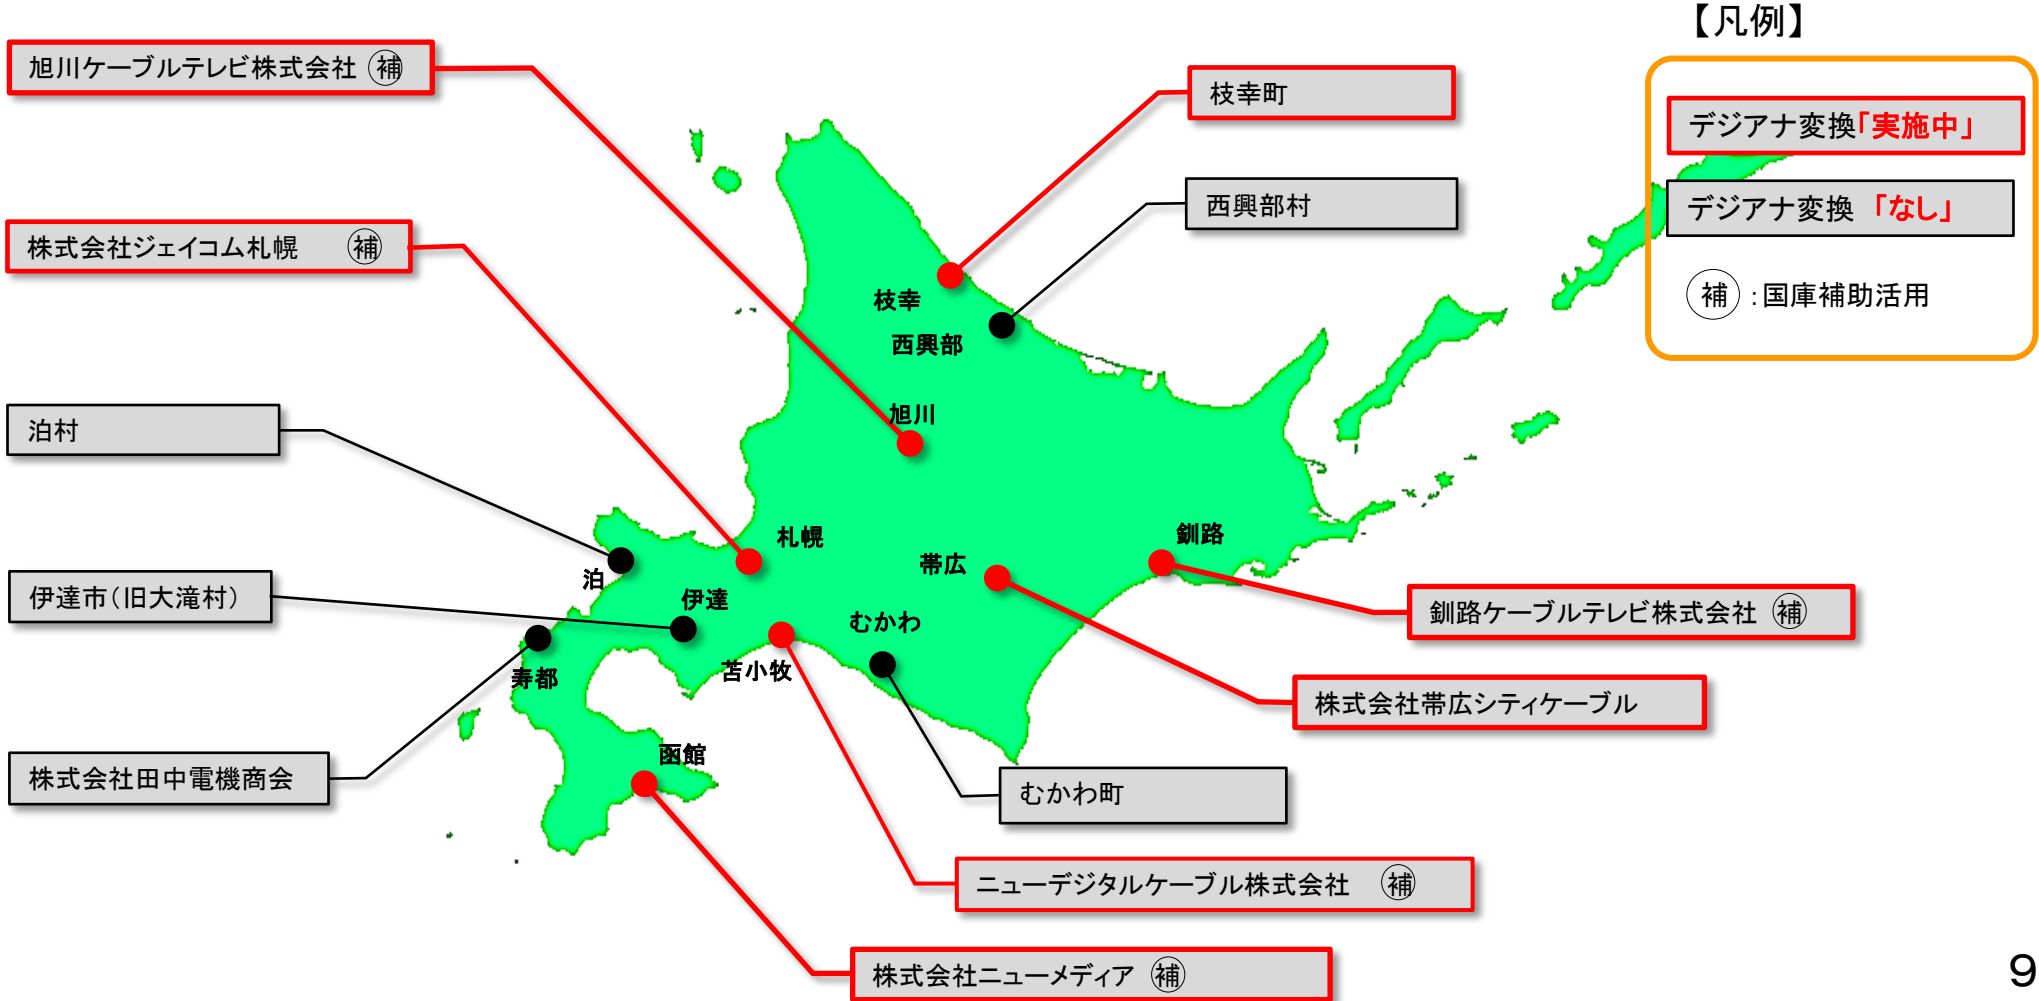 【凡例】
旭川ケーブルテレビ株式会社 ㊡補
枝幸町
デジアナ変換「実施中」
西興部村
デジアナ変換 「なし」
株式会社ジェイコム札幌 補
補 :国庫補助活用
枝幸
西興部
泊村
旭川
札幌
釧路
帯広
泊
伊達市(旧大滝村)
伊達
釧路ケーブルテレビ株式会社 補
むかわ
苫小牧
寿都
株式会社帯広シティケーブル
函館
株式会社田中電機商会
むかわ町
ニューデジタルケーブル株式会社 補
株式会社ニューメディア 補
9